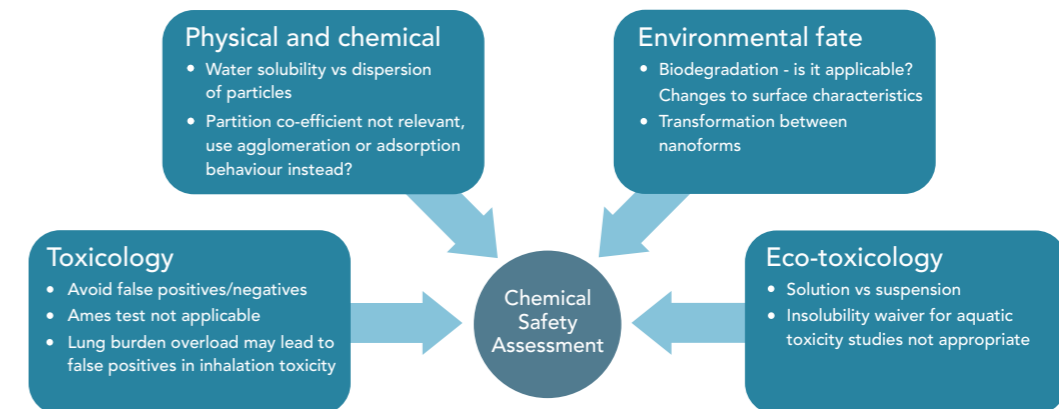 Physical and chemical
• Water solubility vs dispersion
of particles
• Partition co-efficient not relevant,
use agglomeration or adsorption
behaviour instead?
Environmental fate
• Biodegradation - is it applicable?
Changes to surface characteristics
• Transformation between
nanoforms
Toxicology
• Avoid false positives/negatives
• Ames test not applicable
• Lung burden overload may lead to
false positives in inhalation toxicity
Chemical
Safety
Assessment
Eco-toxicology
• Solution vs suspension
• Insolubility waiver for aquatic
toxicity studies not appropriate